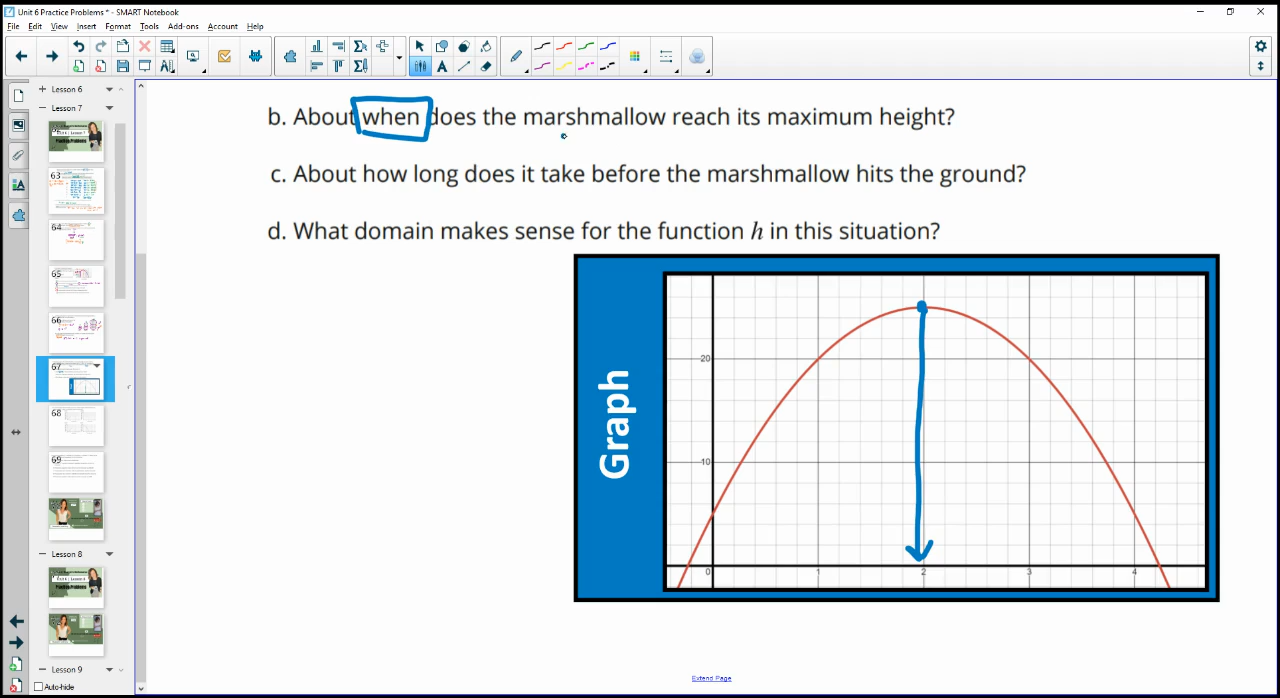 Unit 6 Practice Problems * - SMART Notebook
File Edit View Insert Format Tools Add-ons Account Help
Lesson 6
Lesson 7
63
64
65
66
67
68
69
Lesson 8
Lesson 9
Auto-hide
b. About when does the marshmallow reach its maximum height?
c. About how long does it take before the marshmallow hits the ground?
d. What domain makes sense for the function h in this situation?
Graph
20
10
0 1 2 3 4
Extend Page